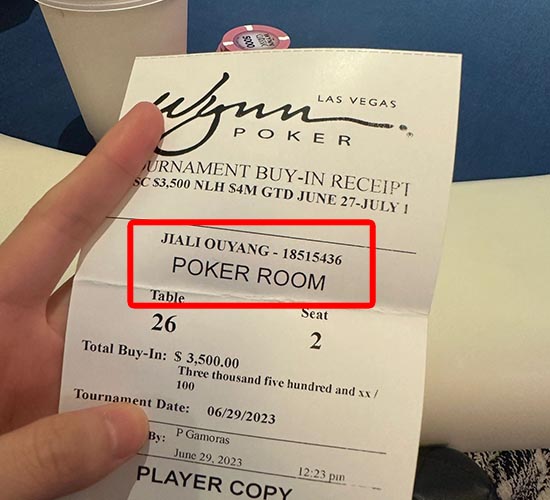 Wynn LAS VEGAS
POKER
TOURNAMENT BUY-IN RECEIPT
SC $3,500 NLH $4M GTD JUNE 27-JULY 1
JIALI OUYANG - 18515436
POKER ROOM
Table Seat
26 2
Total Buy-In: $ 3,500.00
Three thousand five hundred and xx /
100
Tournament Date: 06/29/2023
By: P Gamoras
June 29, 2023 12:23 pm
PLAYER COPY